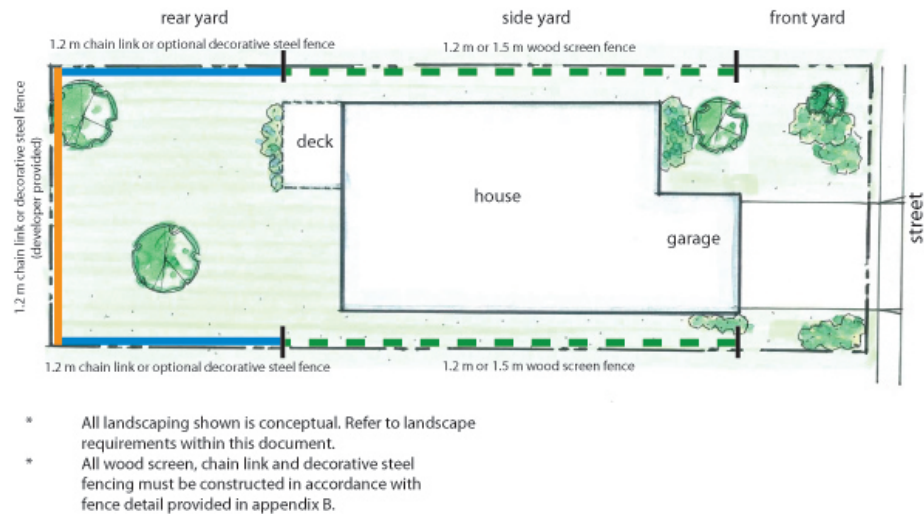 rear yard
side yard
front yard
1.2 m chain link or optional decorative steel fence
1.2 m or 1.5 m wood screen fence
1.2 m chain link or decorative steel fence
(developer provided)
deck
house
garage
street
1.2 m chain link or optional decorative steel fence
1.2 m or 1.5 m wood screen fence
* All landscaping shown is conceptual. Refer to landscape
requirements within this document.
* All wood screen, chain link and decorative steel
fencing must be constructed in accordance with
fence detail provided in appendix B.